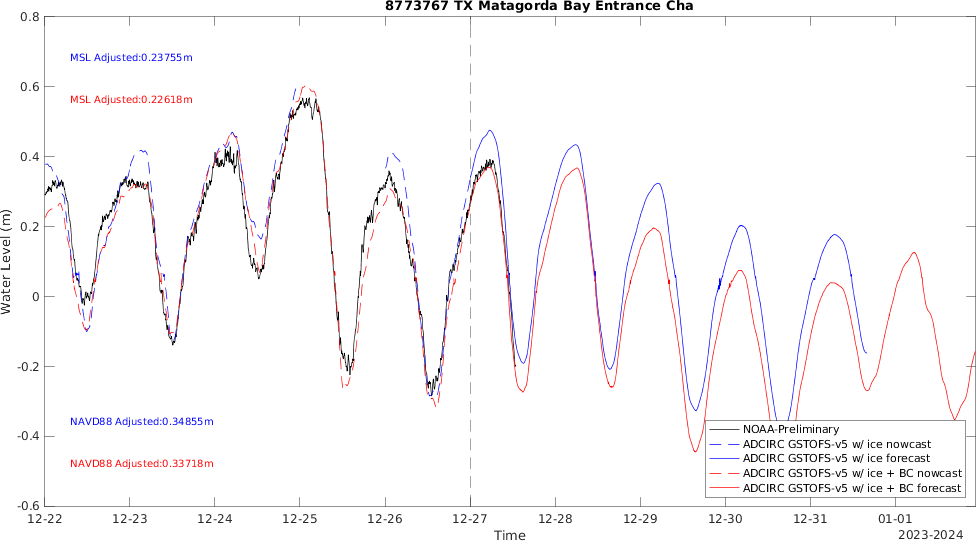 8773767 TX Matagorda Bay Entrance Cha
0.8
0.6
0.4
0.2
0
-0.2
-0.4
-0.6
Water Level (m)
MSL Adjusted:0.23755m
MSL Adjusted:0.22618m
NAVD88 Adjusted:0.34855m
NAVD88 Adjusted:0.33718m
NOAA-Preliminary
ADCIRC GSTOFS-v5 w/ ice nowcast
ADCIRC GSTOFS-v5 w/ ice forecast
ADCIRC GSTOFS-v5 w/ ice + BC nowcast
ADCIRC GSTOFS-v5 w/ ice + BC forecast
12-22 12-23 12-24 12-25 12-26 12-27 12-28 12-29 12-30 12-31 01-01
Time
2023-2024